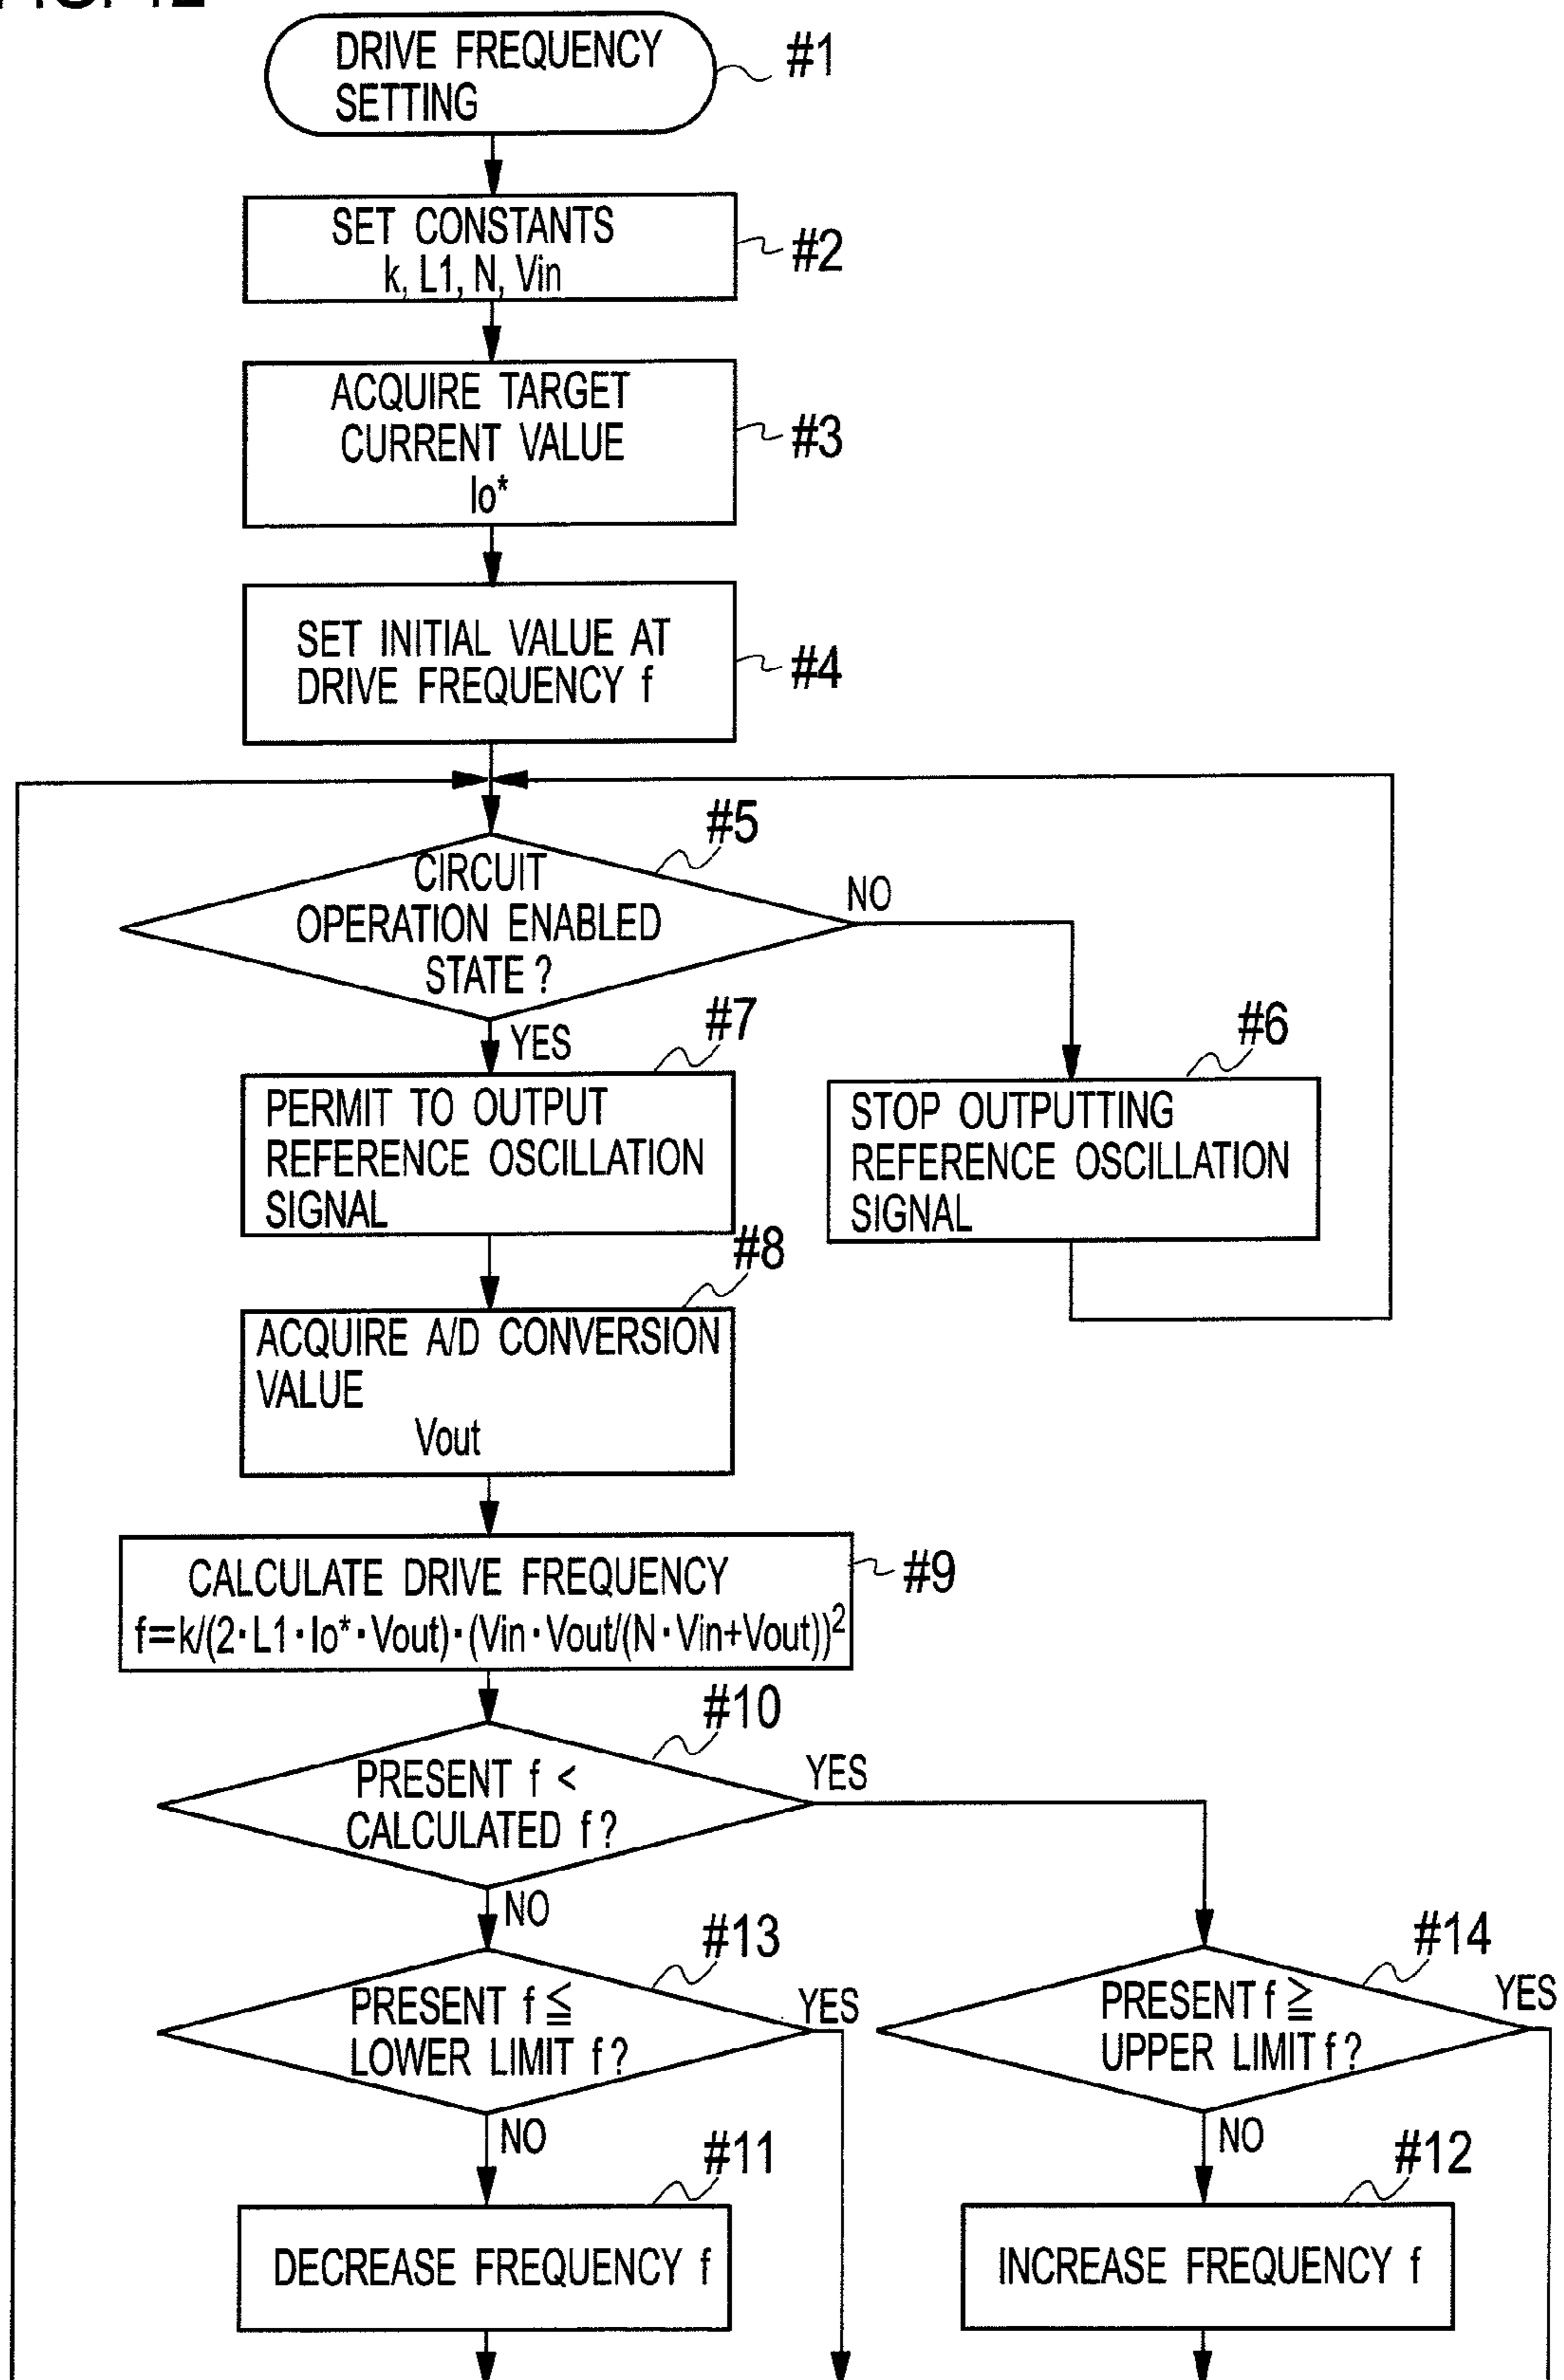 DRIVE FREQUENCY
SETTING
#1
SET CONSTANTS
k, L1, N, Vin
#2
ACQUIRE TARGET
CURRENT VALUE
Io*
#3
SET INITIAL VALUE AT
DRIVE FREQUENCY f
#4
#5
CIRCUIT
OPERATION ENABLED
STATE ?
NO
YES
#7
PERMIT TO OUTPUT
REFERENCE OSCILLATION
SIGNAL
#6
STOP OUTPUTTING
REFERENCE OSCILLATION
SIGNAL
#8
ACQUIRE A/D CONVERSION
VALUE
Vout
CALCULATE DRIVE FREQUENCY
f=k/(2·L1·Io*·Vout)·(Vin·Vout/(N·Vin+Vout))²
#9
#10
PRESENT f <
CALCULATED f ?
YES
NO
#13
PRESENT f ≦
LOWER LIMIT f ?
YES
NO
#14
PRESENT f ≧
UPPER LIMIT f ?
YES
NO
#11
DECREASE FREQUENCY f
#12
INCREASE FREQUENCY f